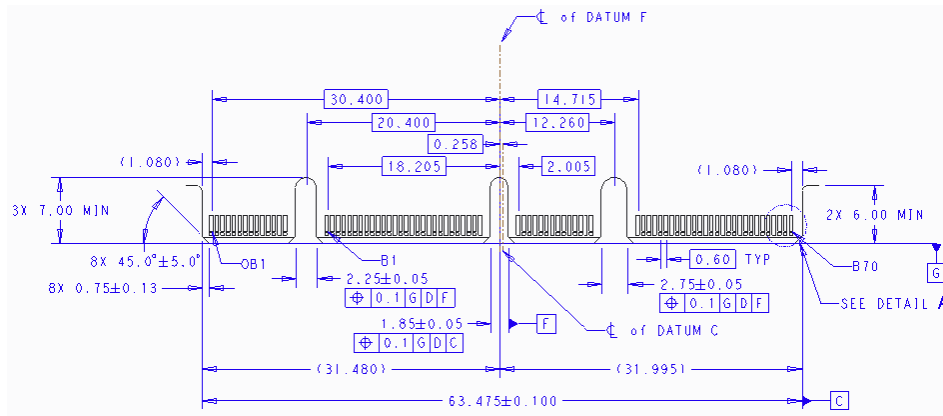 ℄ of DATUM F
30.400
14.715
20.400
12.260
0.258
(1.080)
18.205
2.005
(1.080)
3X 7.00 MIN
2X 6.00 MIN
8X 45.0°±5.0°
OB1
B1
0.60 TYP
B70
G
8X 0.75±0.13
2.25±0.05
⌖ 0.1 G D F
2.75±0.05
⌖ 0.1 G D F
SEE DETAIL A
1.85±0.05
F
⌖ 0.1 G D C
℄ of DATUM C
(31.480)
(31.995)
63.475±0.100
C